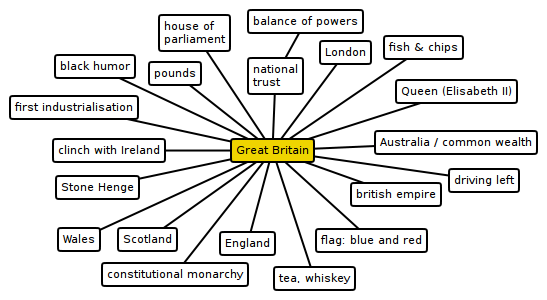 house of
parliament
balance of powers
London
fish & chips
black humor
pounds
national
trust
Queen (Elisabeth II)
first industrialisation
clinch with Ireland
Great Britain
Australia / common wealth
Stone Henge
british empire
driving left
Wales
Scotland
England
flag: blue and red
constitutional monarchy
tea, whiskey